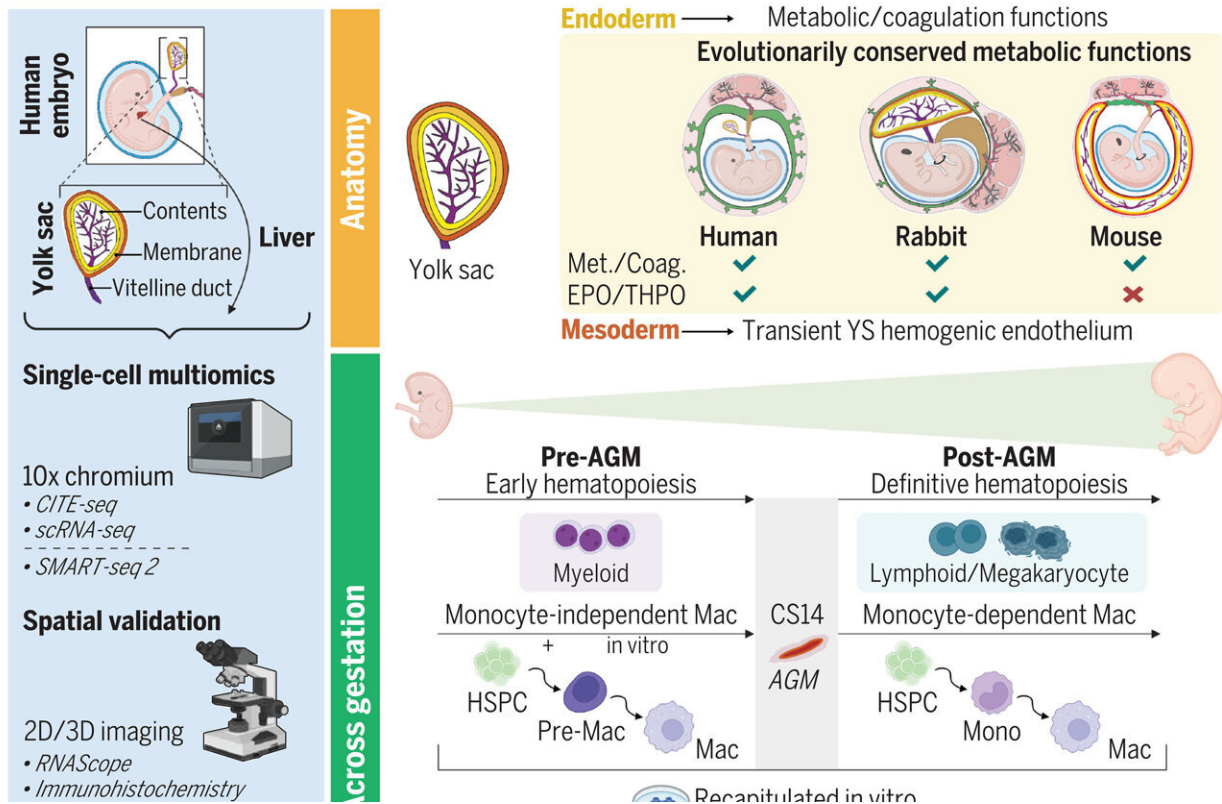 Human
embryo
Yolk sac
Contents
Membrane
Vitelline duct
Liver
Single-cell multiomics
10x chromium
• CITE-seq
• scRNA-seq
• SMART-seq 2
Spatial validation
2D/3D imaging
• RNAScope
• Immunohistochemistry
Anatomy
Across gestation
Yolk sac
Endoderm → Metabolic/coagulation functions
Evolutionarily conserved metabolic functions
Human Rabbit Mouse
Met./Coag. ✓ ✓ ✓
EPO/THPO ✓ ✓ ✗
Mesoderm → Transient YS hemogenic endothelium
Pre-AGM
Early hematopoiesis
Myeloid
Monocyte-independent Mac
+ in vitro
HSPC
Pre-Mac
Mac
CS14
AGM
Post-AGM
Definitive hematopoiesis
Lymphoid/Megakaryocyte
Monocyte-dependent Mac
HSPC
Mono
Mac
Recapitulated in vitro